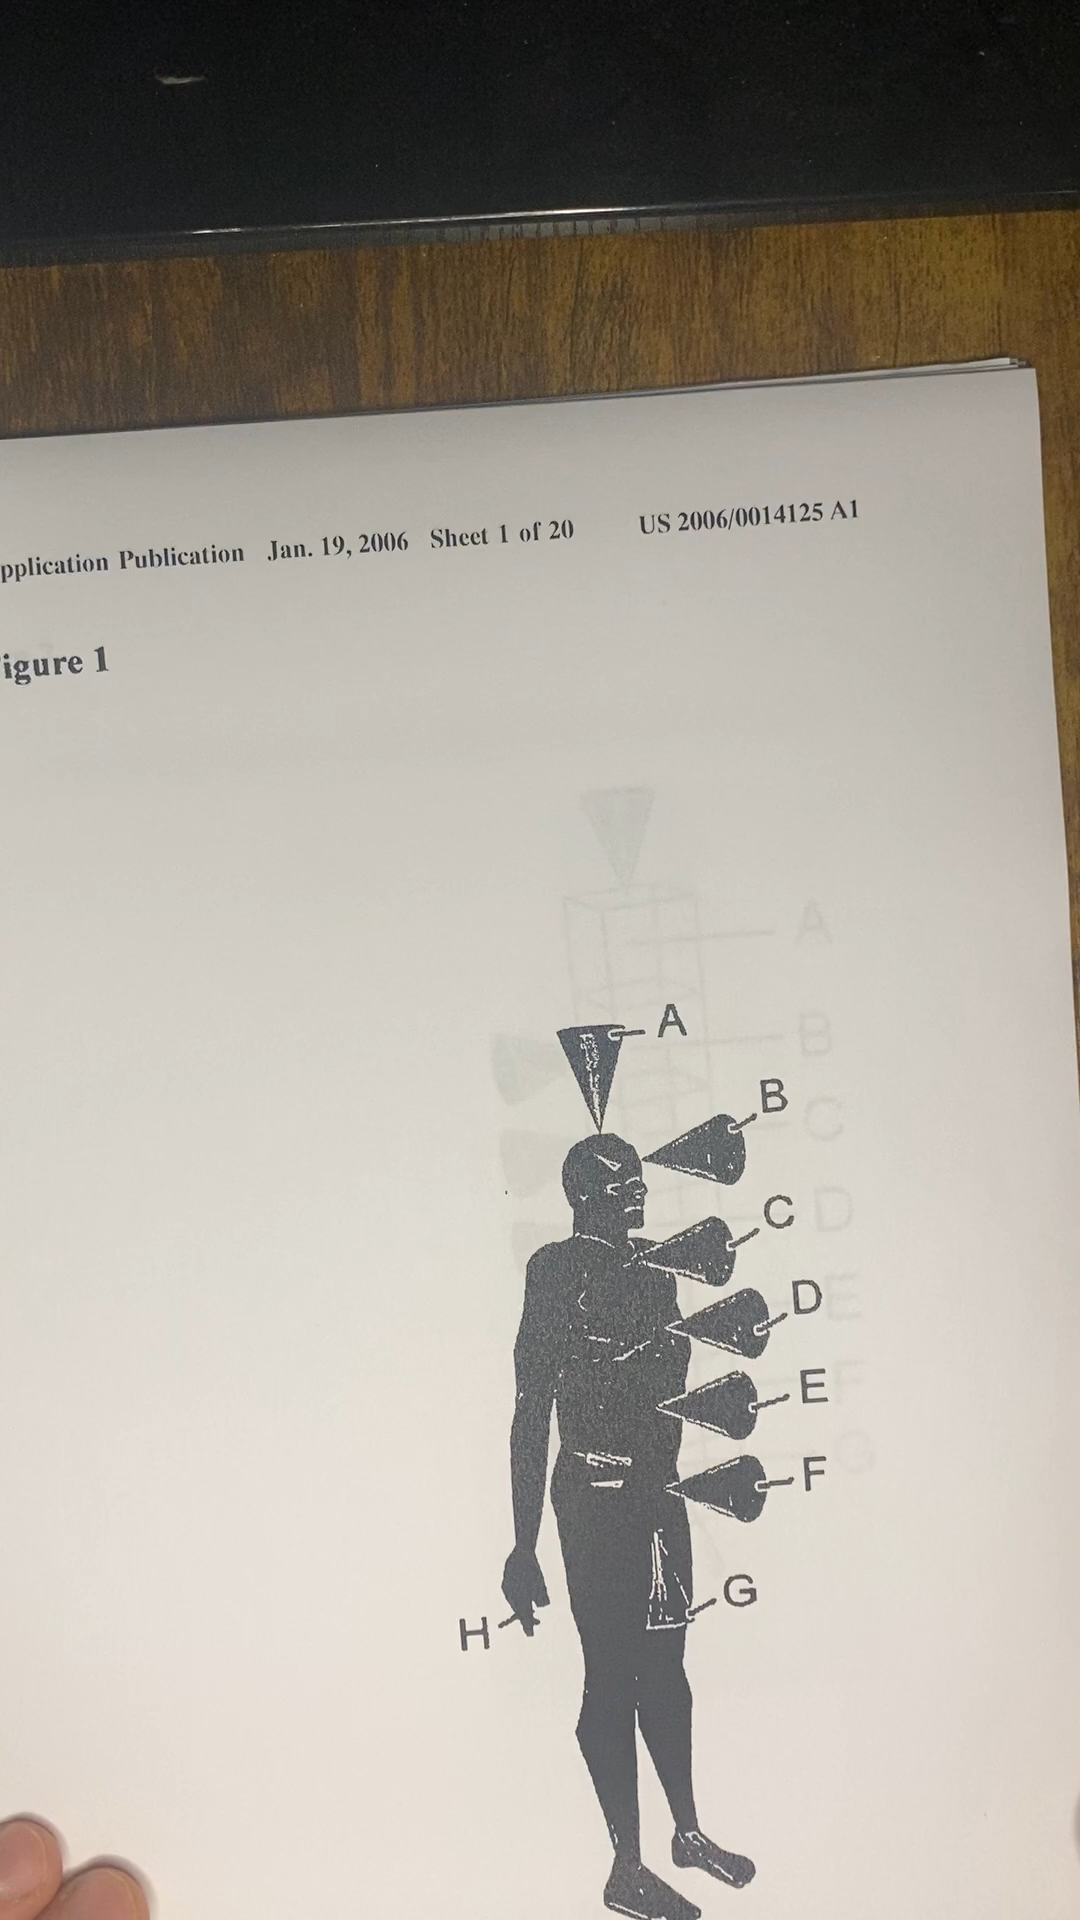 pplication Publication Jan. 19, 2006 Sheet 1 of 20 US 2006/0014125 A1
igure 1
A
B
C
D
E
F
G
H
A
B
C
D
E
F
G